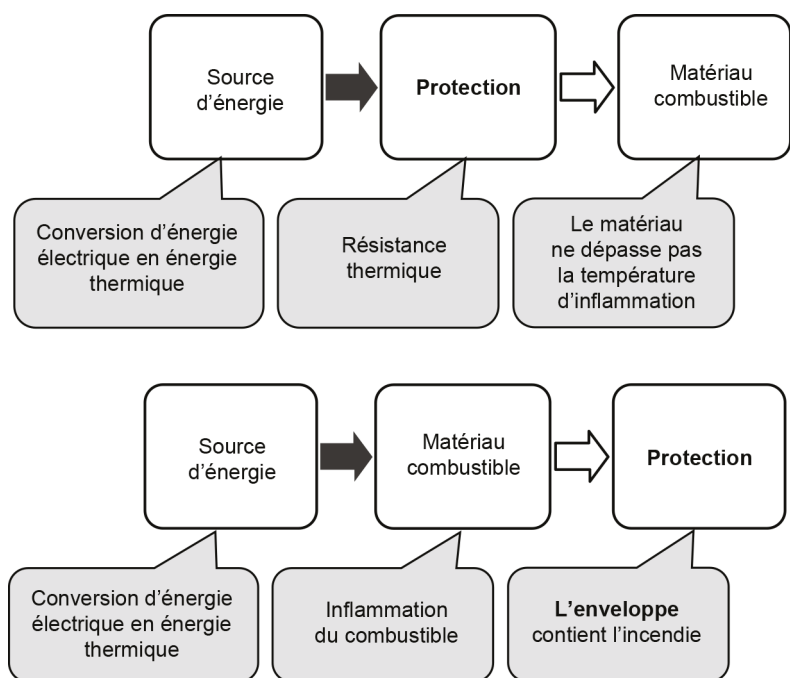 Source
d’énergie
Protection
Matériau
combustible
Conversion d’énergie
électrique en énergie
thermique
Résistance
thermique
Le matériau
ne dépasse pas
la température
d’inflammation
Source
d’énergie
Matériau
combustible
Protection
Conversion d’énergie
électrique en énergie
thermique
Inflammation
du combustible
L’enveloppe
contient l’incendie